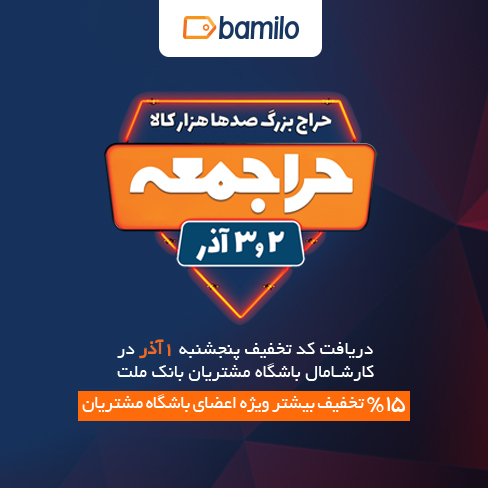 bamilo
حراج بزرگ صدها هزار کالا
حراجمعه
۲ و ۳ آذر
دریافت کد تخفیف پنجشنبه ۱ آذر در
کارشامال باشگاه مشتریان بانک ملت
۱۵% تخفیف بیشتر ویژه اعضای باشگاه مشتریان